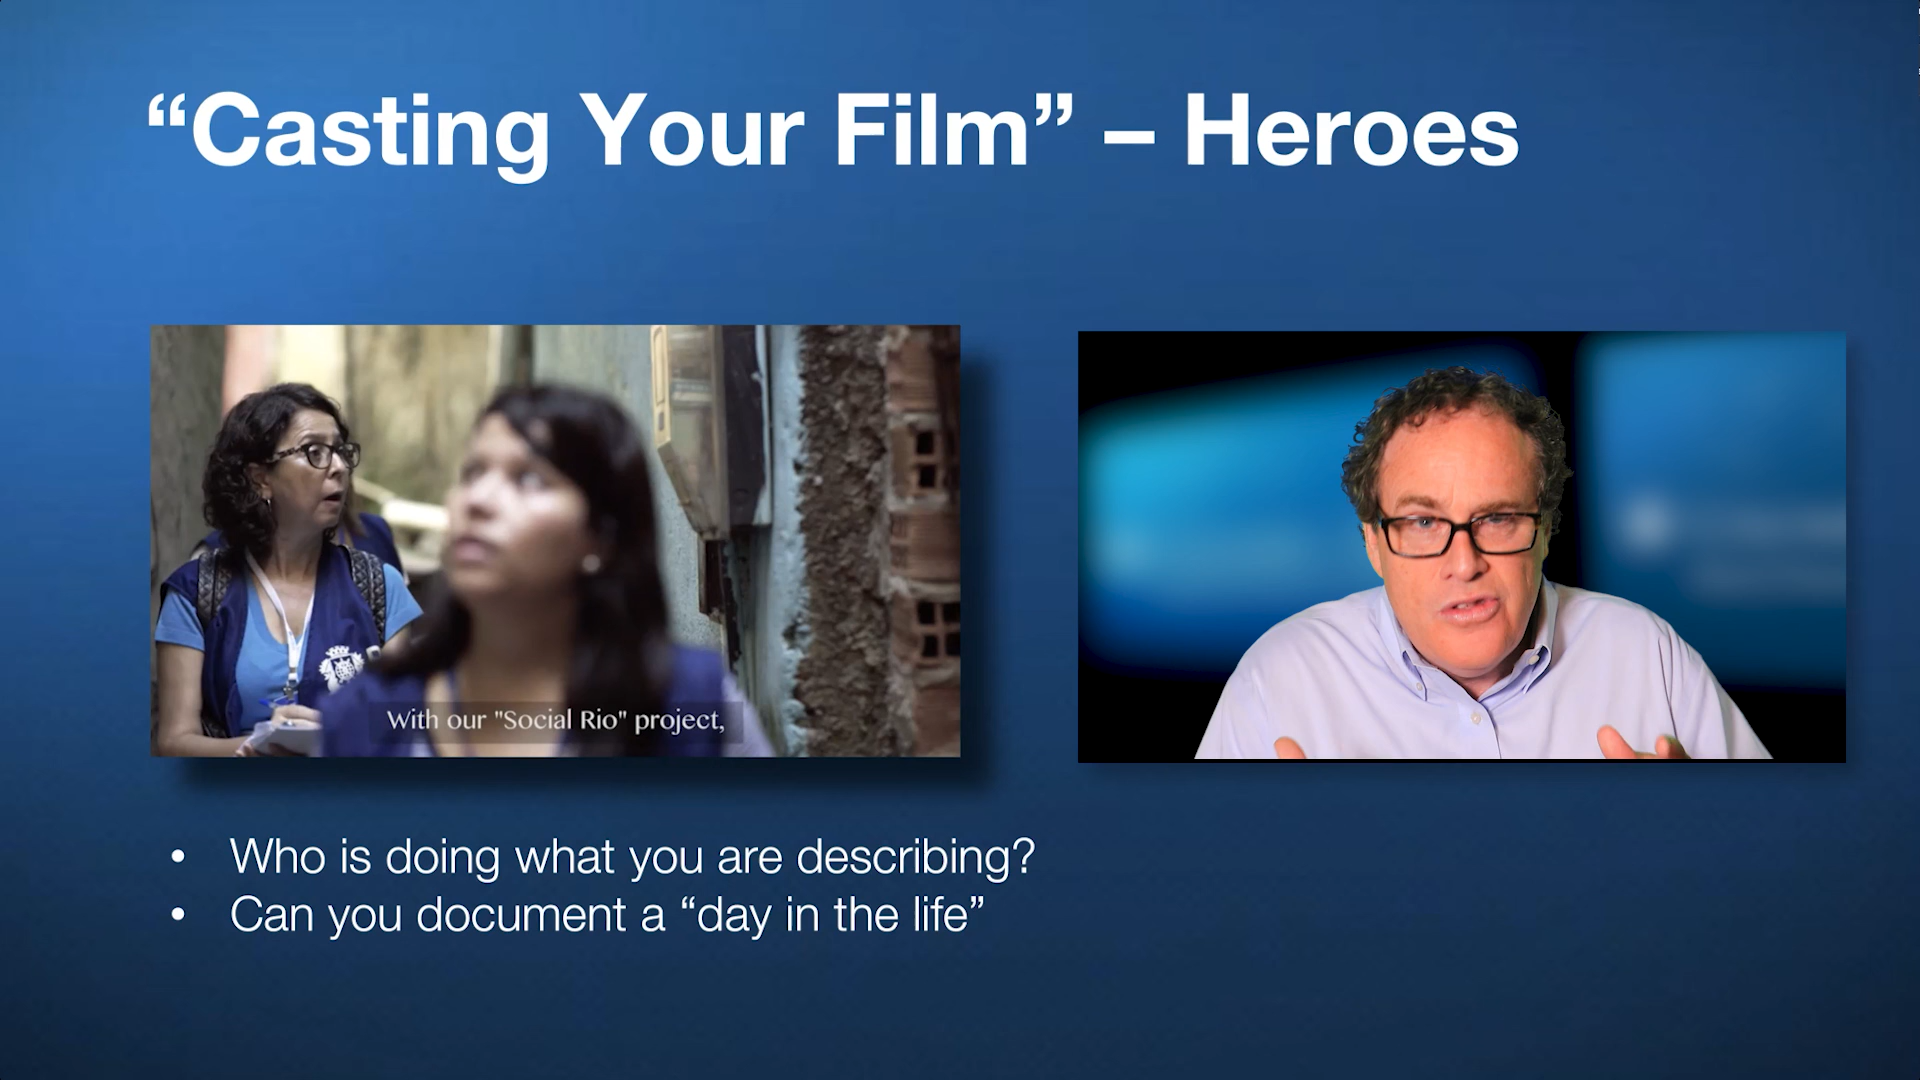 “Casting Your Film” – Heroes
With our "Social Rio" project,
• Who is doing what you are describing?
• Can you document a “day in the life”